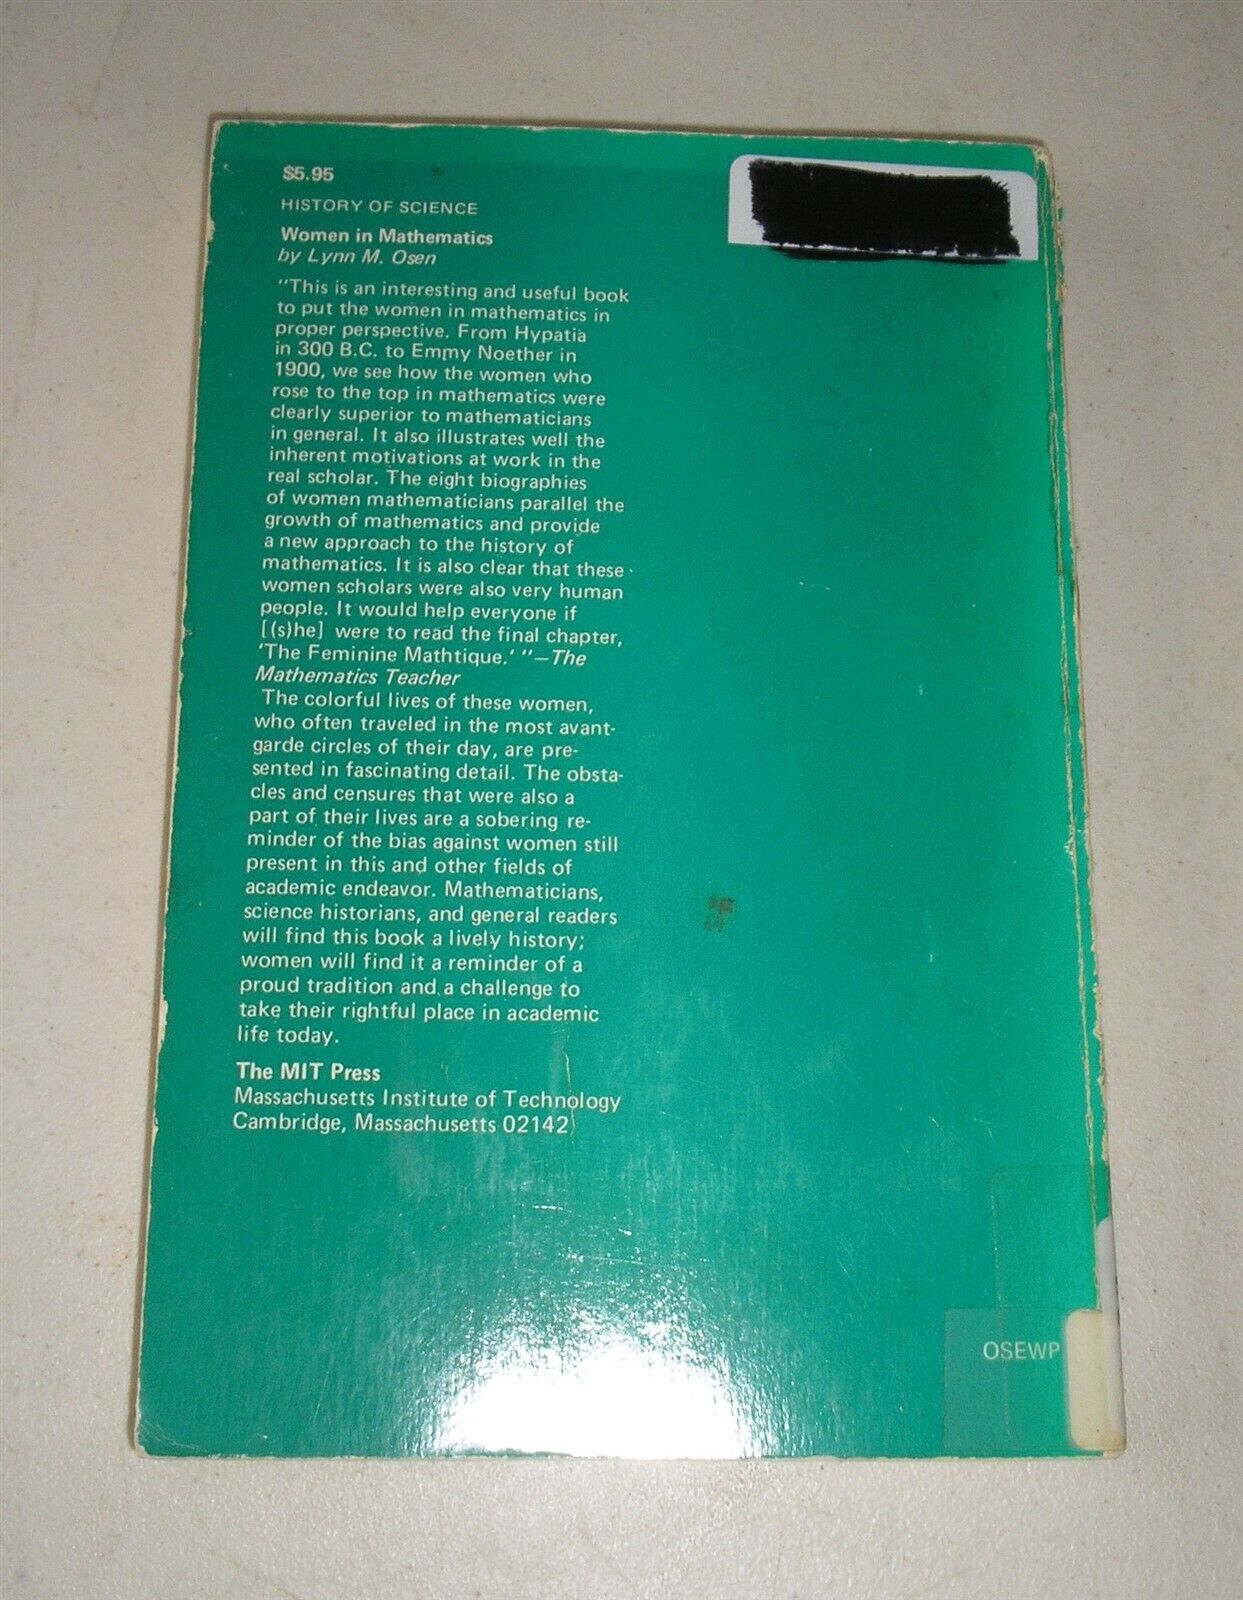 $5.95
HISTORY OF SCIENCE
Women in Mathematics
by Lynn M. Osen
"This is an interesting and useful book
to put the women in mathematics in
proper perspective. From Hypatia
in 300 B.C. to Emmy Noether in
1900, we see how the women who
rose to the top in mathematics were
clearly superior to mathematicians
in general. It also illustrates well the
inherent motivations at work in the
real scholar. The eight biographies
of women mathematicians parallel the
growth of mathematics and provide
a new approach to the history of
mathematics. It is also clear that these
women scholars were also very human
people. It would help everyone if
[(s)he] were to read the final chapter,
'The Feminine Mathtique.' "—The
Mathematics Teacher
The colorful lives of these women,
who often traveled in the most avant-
garde circles of their day, are pre-
sented in fascinating detail. The obsta-
cles and censures that were also a
part of their lives are a sobering re-
minder of the bias against women still
present in this and other fields of
academic endeavor. Mathematicians,
science historians, and general readers
will find this book a lively history;
women will find it a reminder of a
proud tradition and a challenge to
take their rightful place in academic
life today.
The MIT Press
Massachusetts Institute of Technology
Cambridge, Massachusetts 02142
OSEWP